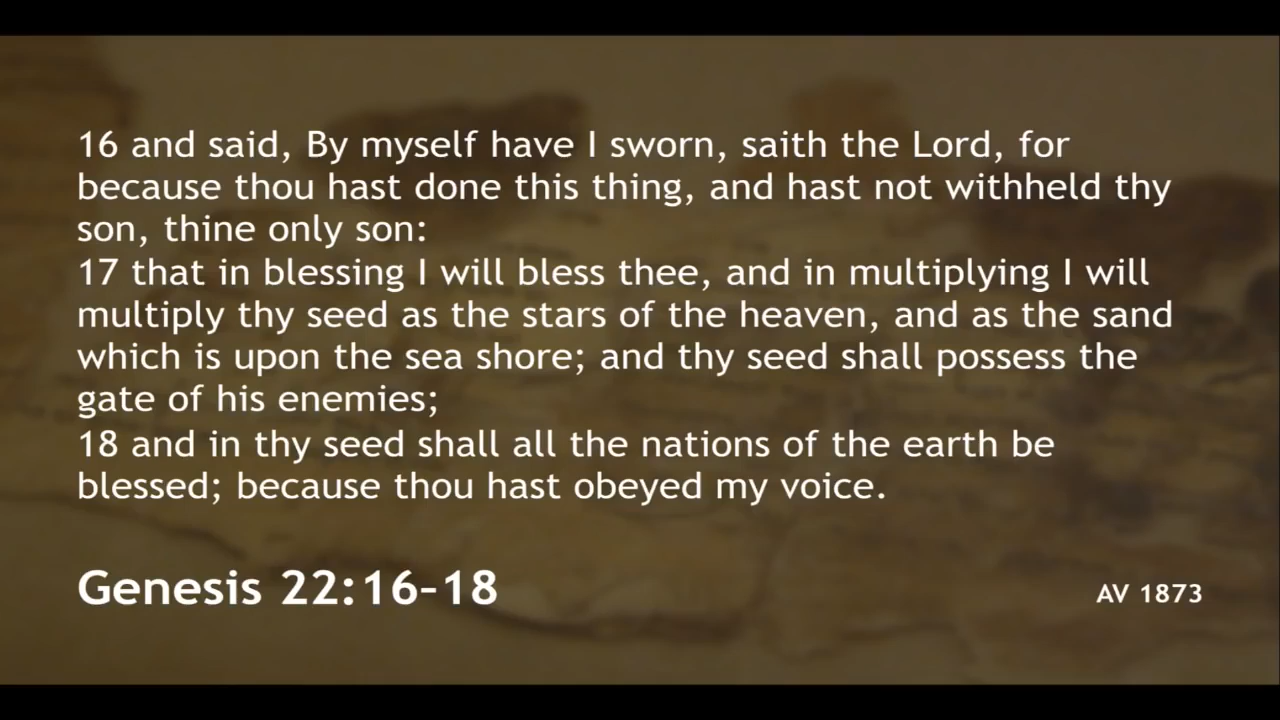 16 and said, By myself have I sworn, saith the Lord, for
because thou hast done this thing, and hast not withheld thy
son, thine only son:
17 that in blessing I will bless thee, and in multiplying I will
multiply thy seed as the stars of the heaven, and as the sand
which is upon the sea shore; and thy seed shall possess the
gate of his enemies;
18 and in thy seed shall all the nations of the earth be
blessed; because thou hast obeyed my voice.
Genesis 22:16–18
AV 1873